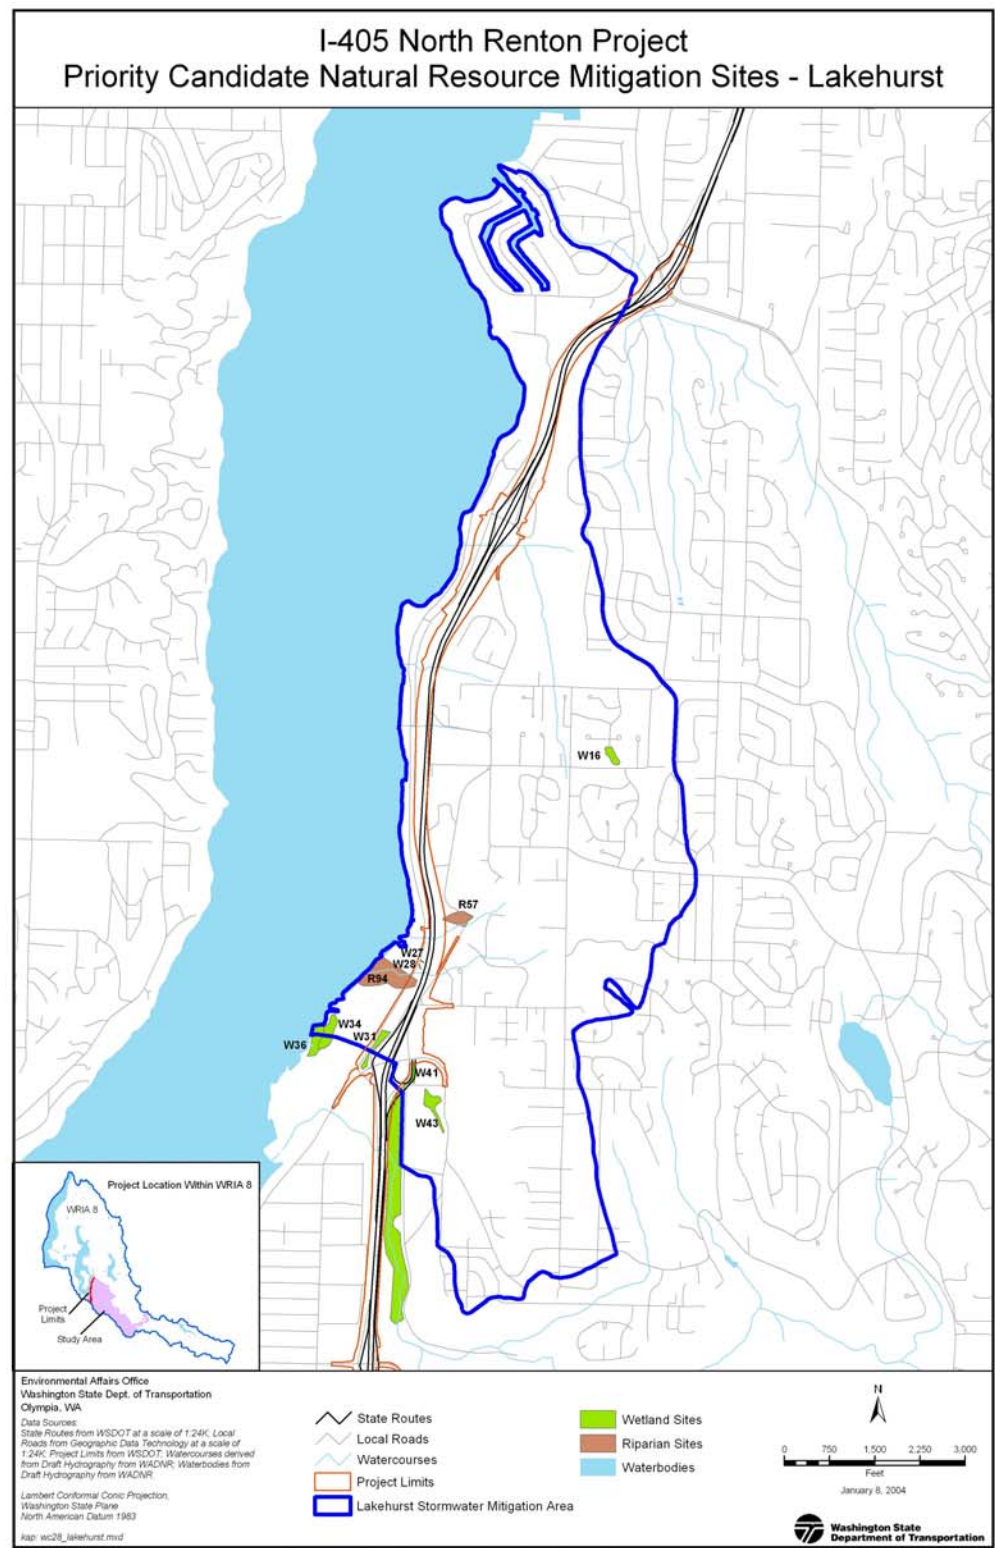 I-405 North Renton Project
Priority Candidate Natural Resource Mitigation Sites - Lakehurst
W16
R57
W27
W28
R94
W34
W31
W36
W41
W43
Project Location Within WRIA 8
WRIA 8
Project
Limits
Study Area
Environmental Affairs Office
Washington State Dept. of Transportation
Olympia, WA
Data Sources:
State Routes from WSDOT at a scale of 1:24K; Local
Roads from Geographic Data Technology at a scale of
1:24K; Project Limits from WSDOT; Watercourses derived
from Draft Hydrography from WADNR; Waterbodies from
Draft Hydrography from WADNR
Lambert Conformal Conic Projection,
Washington State Plane
North American Datum 1983
kap: wc28_lakehurst.mxd
State Routes
Local Roads
Watercourses
Project Limits
Lakehurst Stormwater Mitigation Area
Wetland Sites
Riparian Sites
Waterbodies
N
0 750 1,500 2,250 3,000
Feet
January 8, 2004
Washington State
Department of Transportation